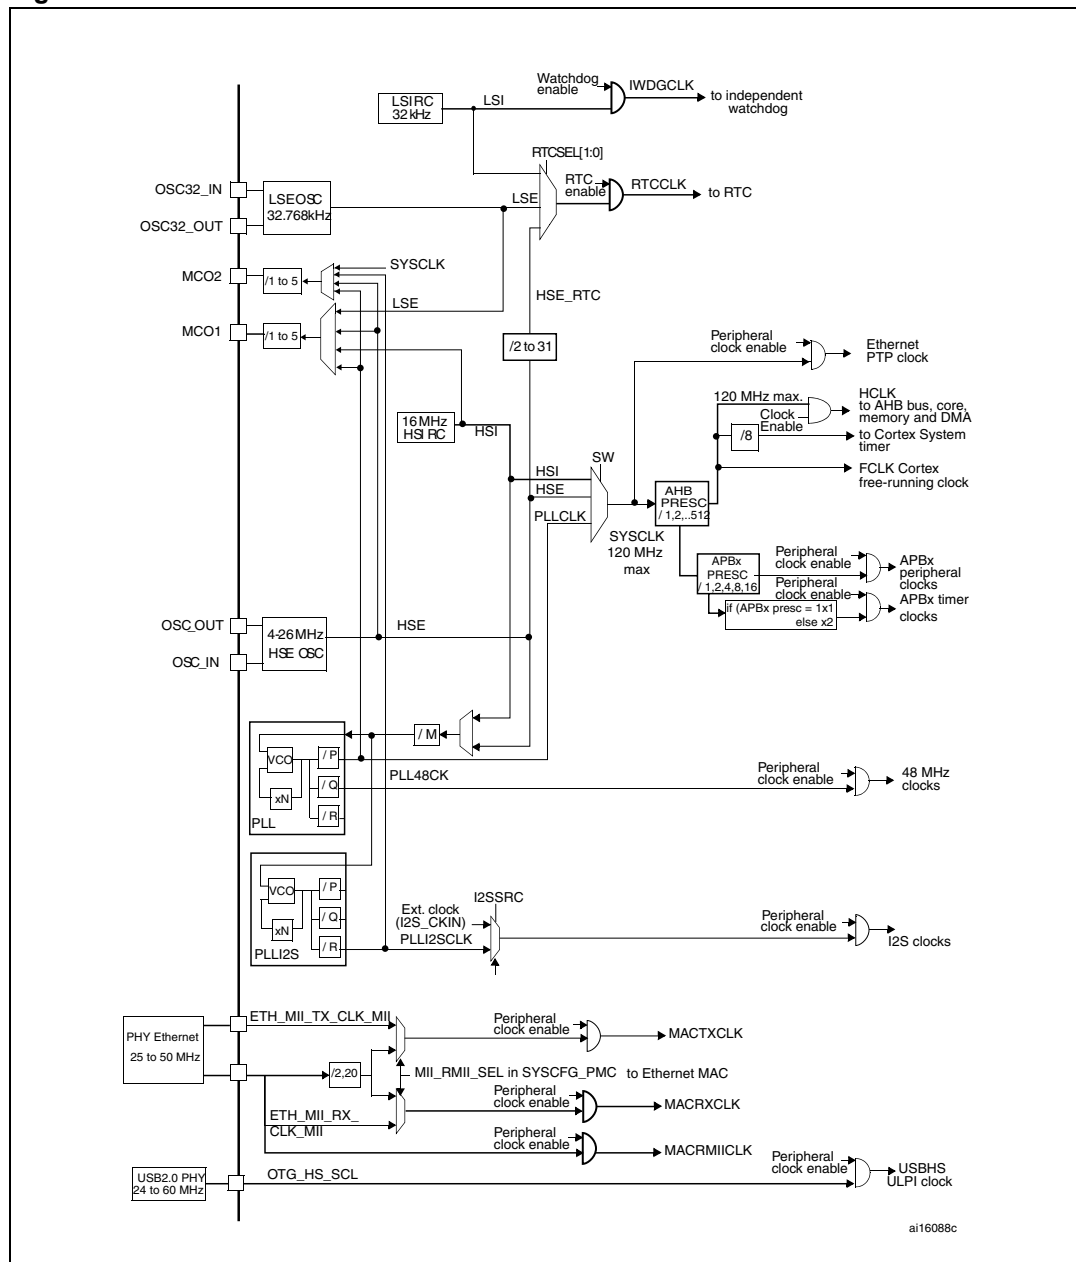 Watchdog
enable
IWDGCLK
to independent
watchdog
LSI RC
32 kHz
LSI
RTCSEL[1:0]
OSC32_IN
LSE OSC
32.768kHz
LSE
RTC
enable
RTCCLK
to RTC
OSC32_OUT
MCO2
/1 to 5
SYSCLK
HSE_RTC
LSE
MCO1
/1 to 5
/2 to 31
Peripheral
clock enable
Ethernet
PTP clock
16 MHz
HSI RC
HSI
120 MHz max.
Clock
Enable
HCLK
to AHB bus, core,
memory and DMA
/8
to Cortex System
timer
FCLK Cortex
free-running clock
SW
HSI
HSE
PLLCLK
SYSCLK
120 MHz
max
AHB
PRESC
/ 1,2,..512
APBx
PRESC
/ 1,2,4,8,16
Peripheral
clock enable
APBx
peripheral
clocks
Peripheral
clock enable
if (APBx presc = 1x1
else x2
APBx timer
clocks
OSC_OUT
4-26 MHz
HSE OSC
HSE
OSC_IN
/ M
VCO
/ P
xN
/ Q
/ R
PLL
PLL48CK
Peripheral
clock enable
48 MHz
clocks
VCO
/ P
xN
/ Q
/ R
PLLI2S
I2SSRC
Ext. clock
(I2S_CKIN)
PLLI2SCLK
Peripheral
clock enable
I2S clocks
PHY Ethernet
25 to 50 MHz
ETH_MII_TX_CLK_MII
Peripheral
clock enable
MACTXCLK
/2,20
MII_RMII_SEL in SYSCFG_PMC
to Ethernet MAC
ETH_MII_RX_
CLK_MII
Peripheral
clock enable
MACRXCLK
Peripheral
clock enable
MACRMIICLK
USB2.0 PHY
24 to 60 MHz
OTG_HS_SCL
Peripheral
clock enable
USBHS
ULPI clock
ai16088c